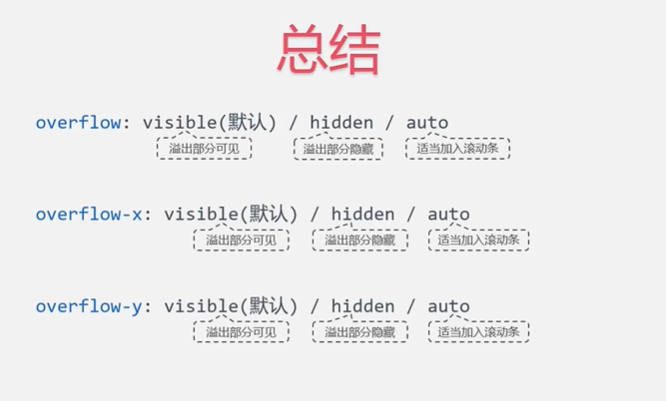 总结
overflow: visible(默认) / hidden / auto
溢出部分可见 溢出部分隐藏 适当加入滚动条
overflow-x: visible(默认) / hidden / auto
溢出部分可见 溢出部分隐藏 适当加入滚动条
overflow-y: visible(默认) / hidden / auto
溢出部分可见 溢出部分隐藏 适当加入滚动条